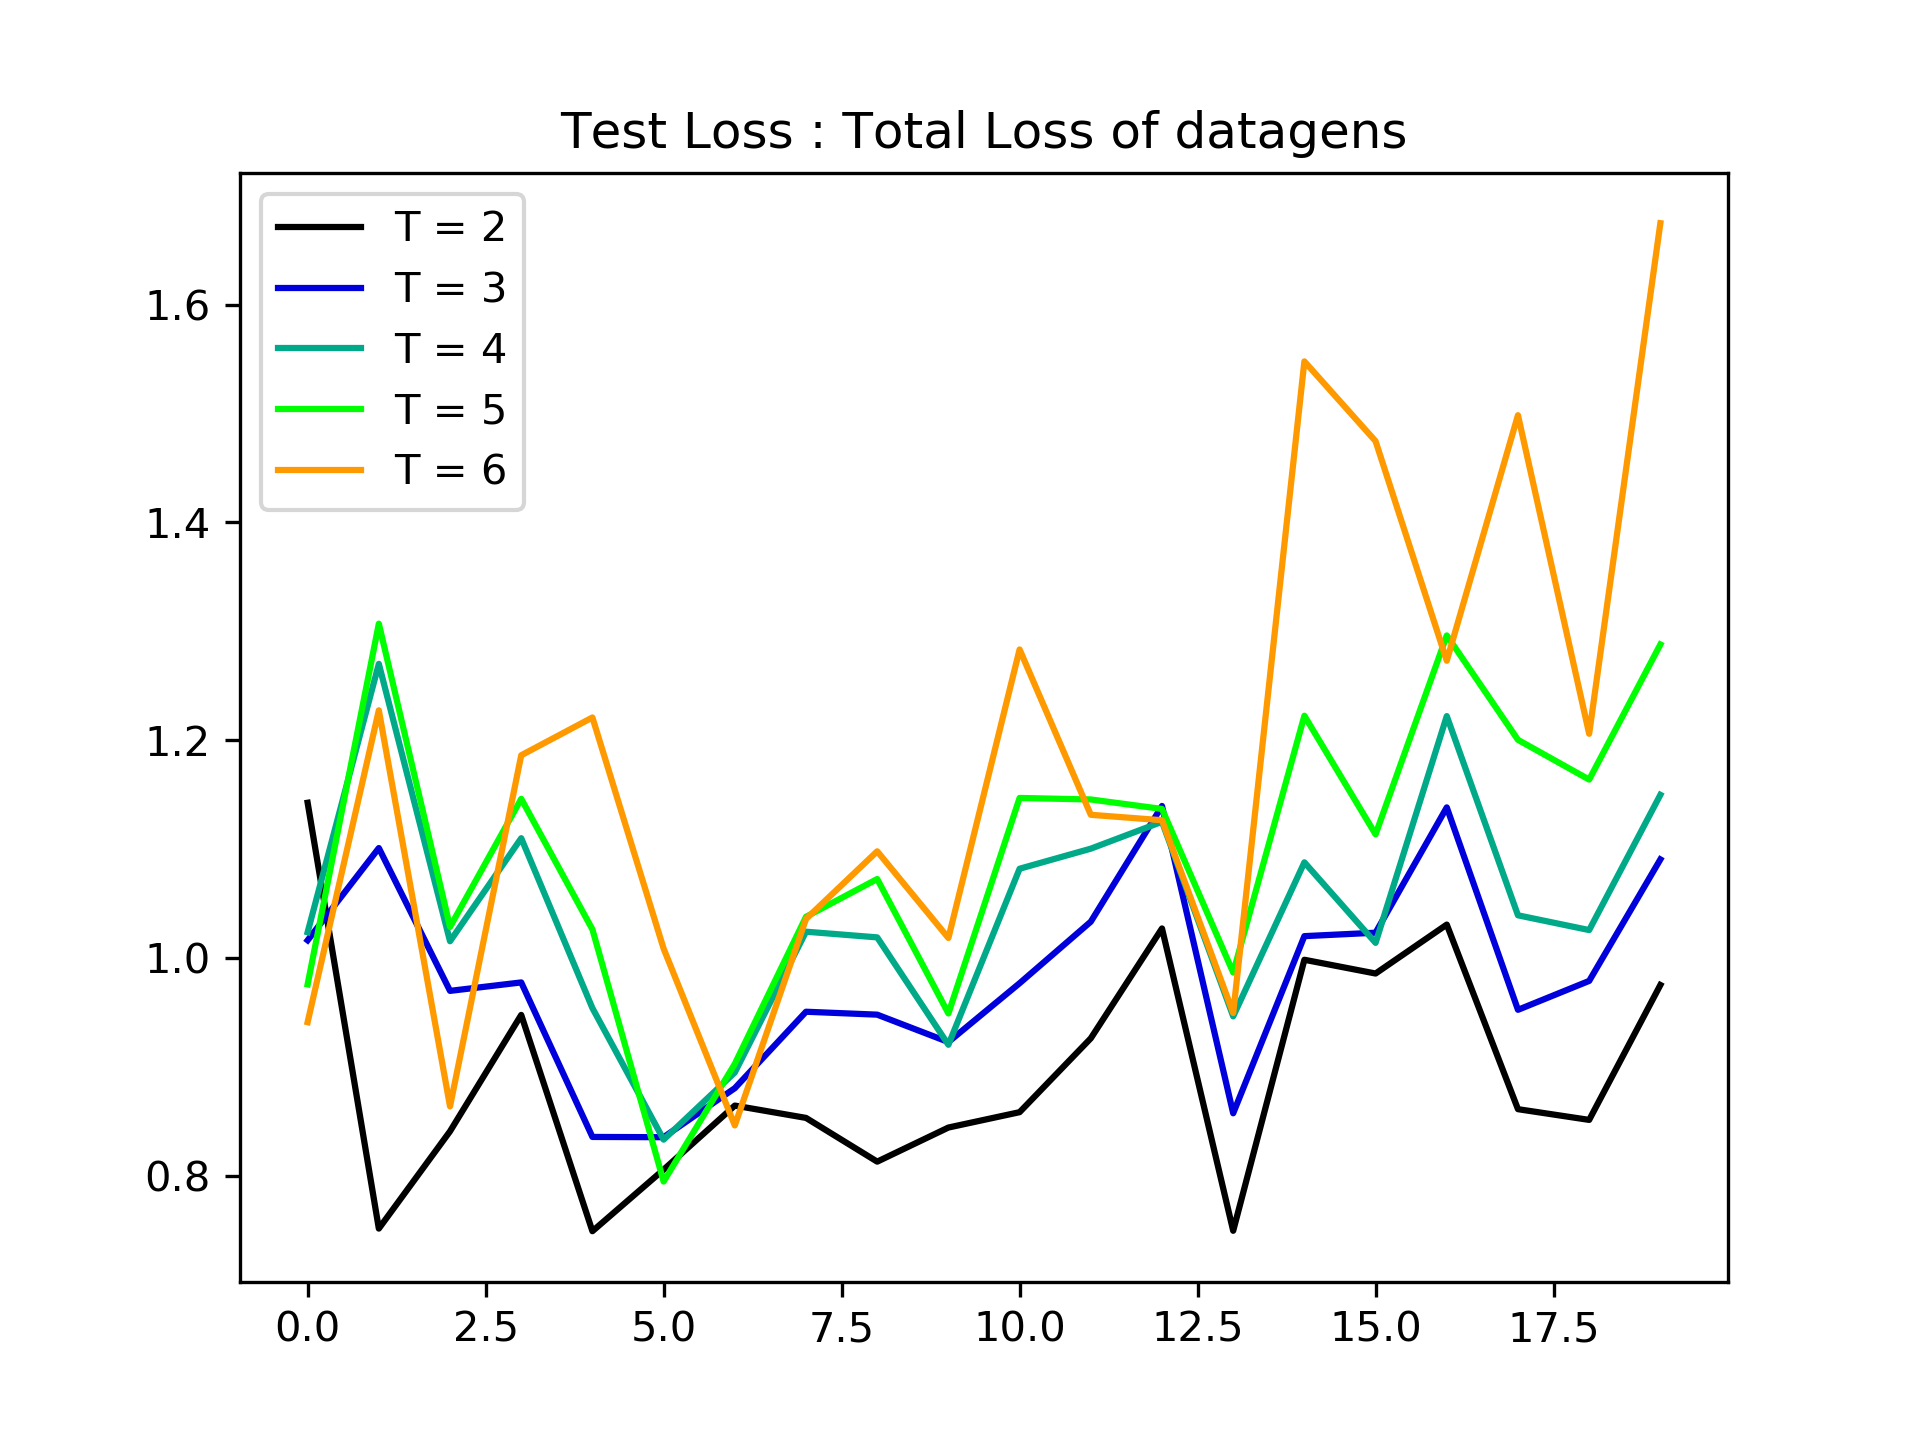 Test Loss : Total Loss of datagens
T = 2
T = 3
T = 4
T = 5
T = 6
1.6
1.4
1.2
1.0
0.8
0.0 2.5 5.0 7.5 10.0 12.5 15.0 17.5